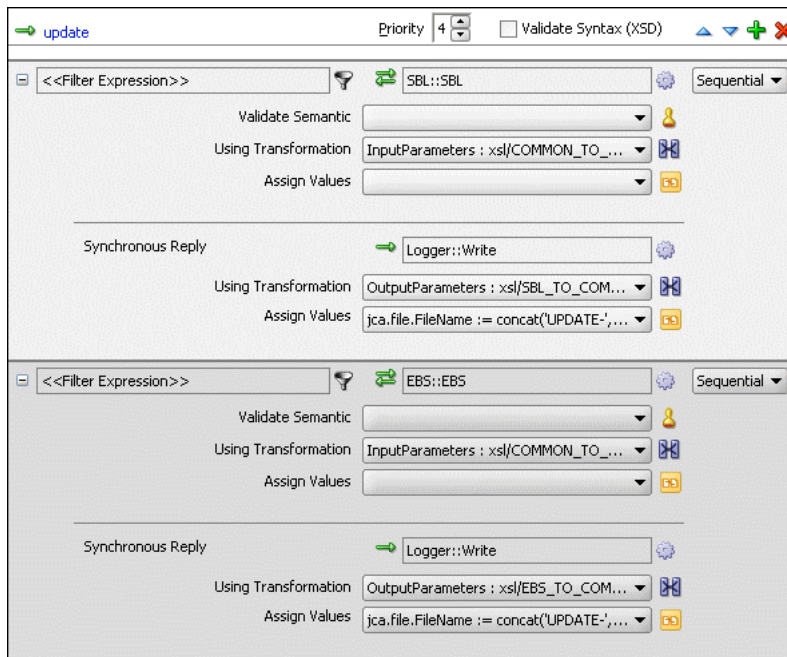 update Priority 4 Validate Syntax (XSD)
<<Filter Expression>> SBL::SBL Sequential
Validate Semantic
Using Transformation InputParameters : xsl/COMMON_TO_...
Assign Values
Synchronous Reply Logger::Write
Using Transformation OutputParameters : xsl/SBL_TO_COM...
Assign Values jca.file.FileName := concat('UPDATE-',...
<<Filter Expression>> EBS::EBS Sequential
Validate Semantic
Using Transformation InputParameters : xsl/COMMON_TO_...
Assign Values
Synchronous Reply Logger::Write
Using Transformation OutputParameters : xsl/EBS_TO_COM...
Assign Values jca.file.FileName := concat('UPDATE-',...